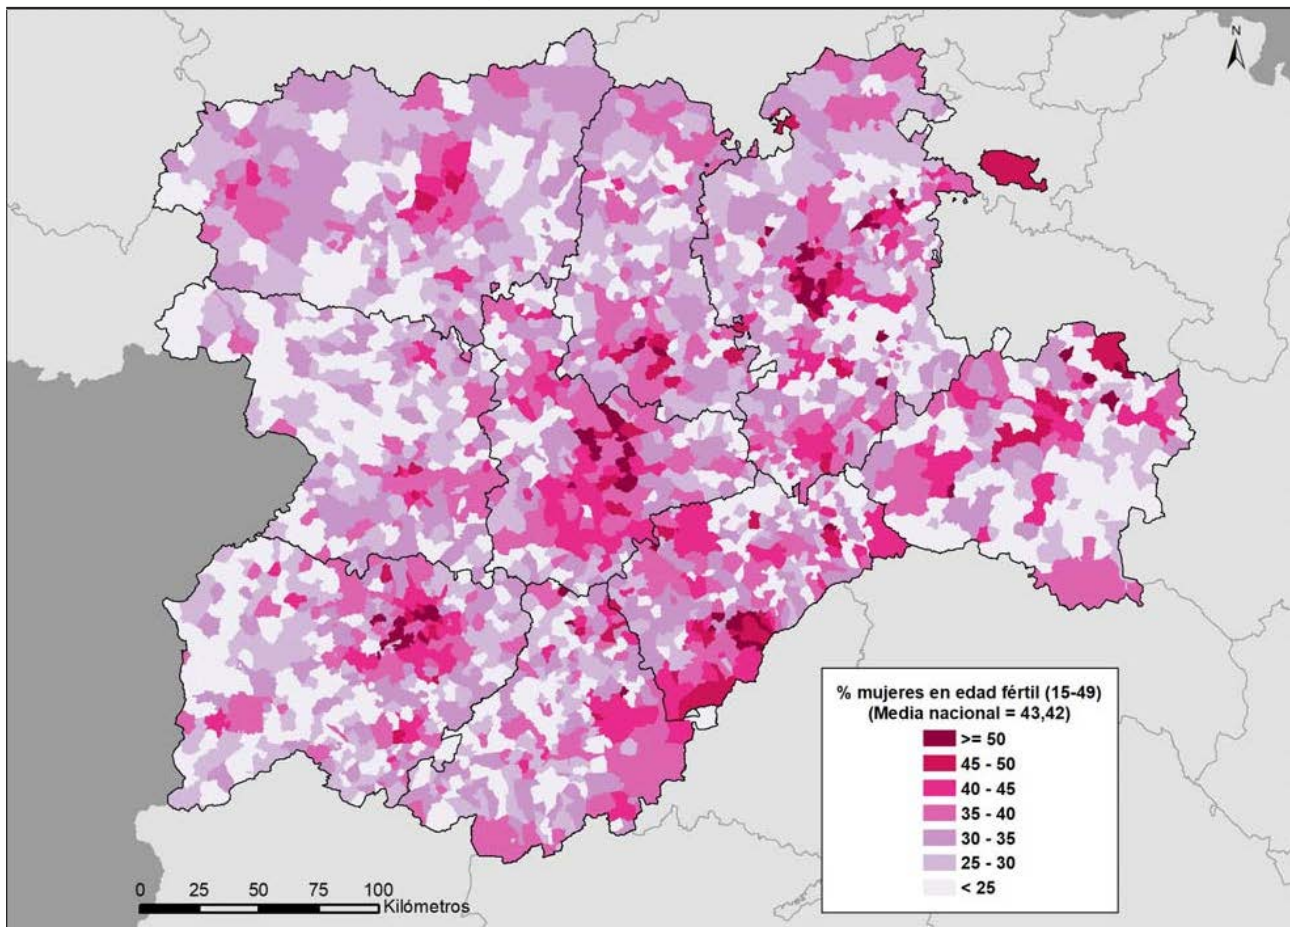 N
% mujeres en edad fértil (15-49)
(Media nacional = 43,42)
>= 50
45 - 50
40 - 45
35 - 40
30 - 35
25 - 30
< 25
0 25 50 75 100
Kilómetros